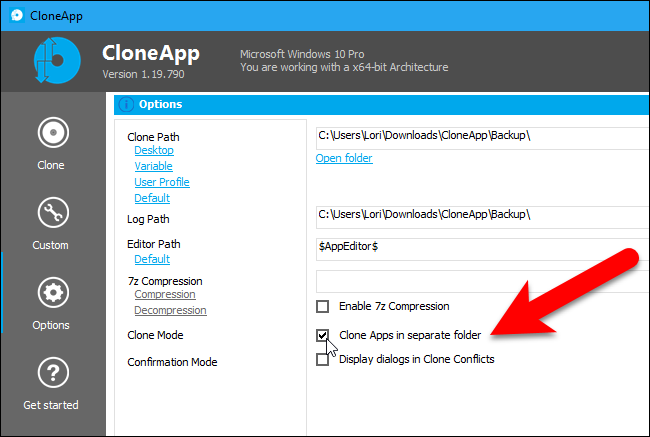 CloneApp
CloneApp
Version 1.19.790
Microsoft Windows 10 Pro
You are working with a x64-bit Architecture
Clone
Custom
Options
Get started
Options
Clone Path
C:\Users\Lori\Downloads\CloneApp\Backup\
Desktop
Open folder
Variable
User Profile
Default
Log Path
C:\Users\Lori\Downloads\CloneApp\Backup\
Editor Path
$AppEditor$
Default
7z Compression
Compression
Decompression
Enable 7z Compression
Clone Mode
Clone Apps in separate folder
Confirmation Mode
Display dialogs in Clone Conflicts